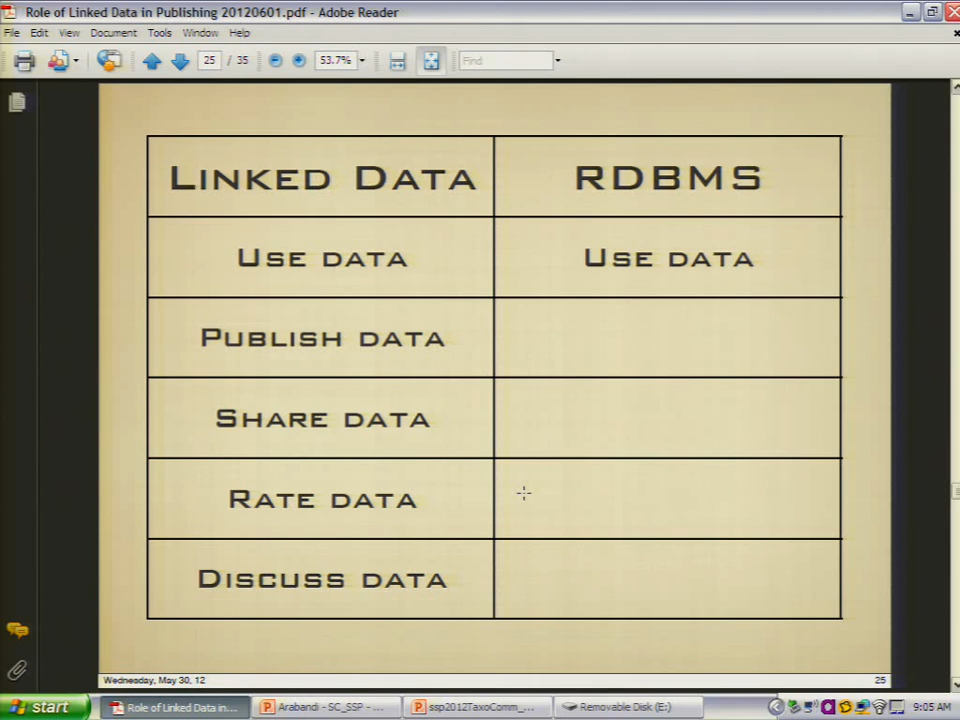 Role of Linked Data in Publishing 20120601.pdf - Adobe Reader
File Edit View Document Tools Window Help
25 / 35 53.7% Find
Linked Data RDBMS
Use data Use data
Publish data
Share data
Rate data
Discuss data
Wednesday, May 30, 12 25
start Role of Linked Data in... Arabandi - SC_SSP - ... ssp2012TaxoComm_... Removable Disk (E:) 9:05 AM